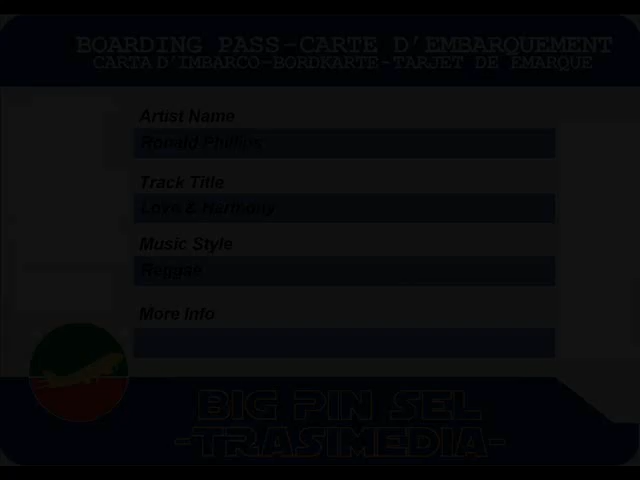 BOARDING PASS-CARTE D'EMBARQUEMENT
CARTA D'IMBARCO-BORDKARTE-TARJET DE EMARQUE
Artist Name
Ronald Phillips
Track Title
Love & Harmony
Music Style
Reggae
More Info
BIG PIN SEL
-TRASIMEDIA-